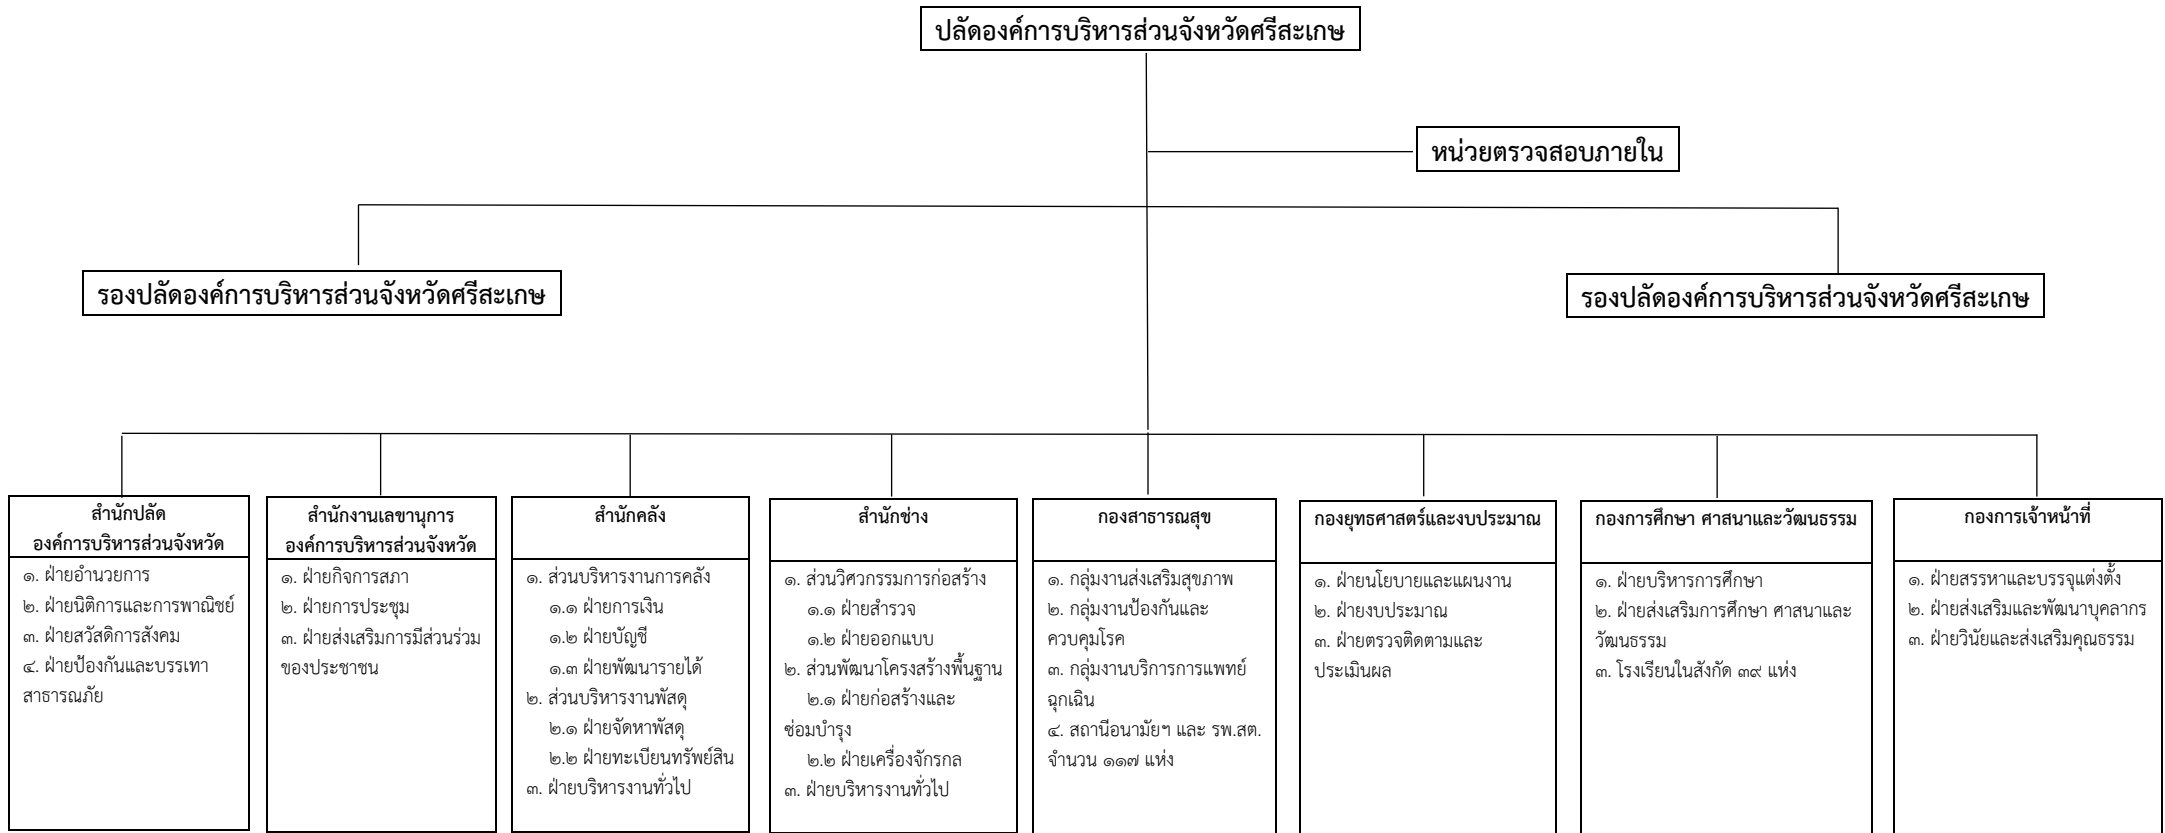 ปลัดองค์การบริหารส่วนจังหวัดศรีสะเกษ
หน่วยตรวจสอบภายใน
รองปลัดองค์การบริหารส่วนจังหวัดศรีสะเกษ
รองปลัดองค์การบริหารส่วนจังหวัดศรีสะเกษ
สำนักปลัด
องค์การบริหารส่วนจังหวัด
๑. ฝ่ายอำนวยการ
๒. ฝ่ายนิติการและการพาณิชย์
๓. ฝ่ายสวัสดิการสังคม
๔. ฝ่ายป้องกันและบรรเทา
สาธารณภัย
สำนักงานเลขานุการ
องค์การบริหารส่วนจังหวัด
๑. ฝ่ายกิจการสภา
๒. ฝ่ายการประชุม
๓. ฝ่ายส่งเสริมการมีส่วนร่วม
ของประชาชน
สำนักคลัง
๑. ส่วนบริหารงานการคลัง
๑.๑ ฝ่ายการเงิน
๑.๒ ฝ่ายบัญชี
๑.๓ ฝ่ายพัฒนารายได้
๒. ส่วนบริหารงานพัสดุ
๒.๑ ฝ่ายจัดหาพัสดุ
๒.๒ ฝ่ายทะเบียนทรัพย์สิน
๓. ฝ่ายบริหารงานทั่วไป
สำนักช่าง
๑. ส่วนวิศวกรรมการก่อสร้าง
๑.๑ ฝ่ายสำรวจ
๑.๒ ฝ่ายออกแบบ
๒. ส่วนพัฒนาโครงสร้างพื้นฐาน
๒.๑ ฝ่ายก่อสร้างและ
ซ่อมบำรุง
๒.๒ ฝ่ายเครื่องจักรกล
๓. ฝ่ายบริหารงานทั่วไป
กองสาธารณสุข
๑. กลุ่มงานส่งเสริมสุขภาพ
๒. กลุ่มงานป้องกันและ
ควบคุมโรค
๓. กลุ่มงานบริการการแพทย์
ฉุกเฉิน
๔. สถานีอนามัยฯ และ รพ.สต.
จำนวน ๑๑๗ แห่ง
กองยุทธศาสตร์และงบประมาณ
๑. ฝ่ายนโยบายและแผนงาน
๒. ฝ่ายงบประมาณ
๓. ฝ่ายตรวจติดตามและ
ประเมินผล
กองการศึกษา ศาสนาและวัฒนธรรม
๑. ฝ่ายบริหารการศึกษา
๒. ฝ่ายส่งเสริมการศึกษา ศาสนาและ
วัฒนธรรม
๓. โรงเรียนในสังกัด ๓๙ แห่ง
กองการเจ้าหน้าที่
๑. ฝ่ายสรรหาและบรรจุแต่งตั้ง
๒. ฝ่ายส่งเสริมและพัฒนาบุคลากร
๓. ฝ่ายวินัยและส่งเสริมคุณธรรม